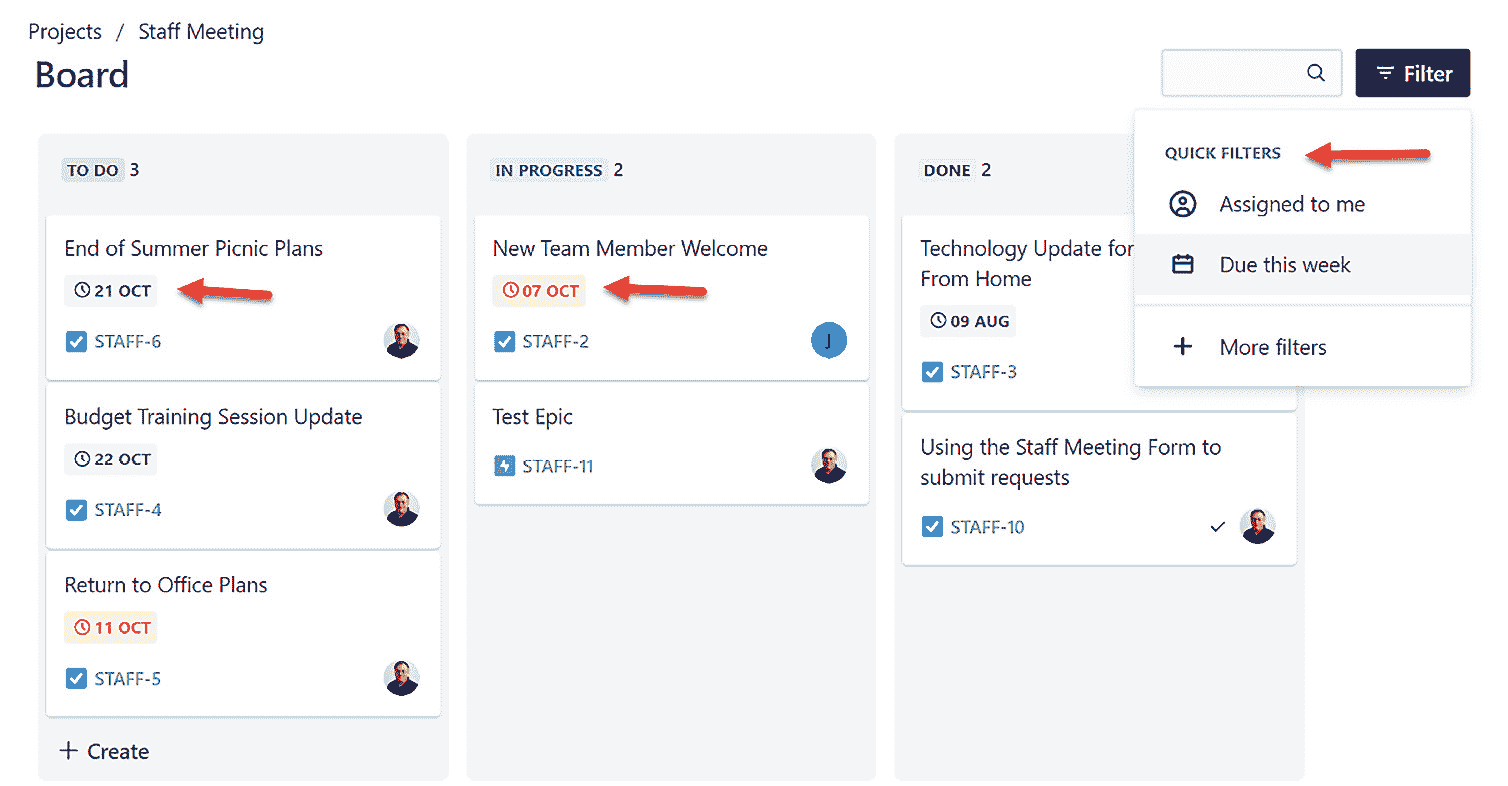 Projects / Staff Meeting
Board
Filter
QUICK FILTERS
Assigned to me
Due this week
More filters
TO DO 3
End of Summer Picnic Plans
21 OCT
STAFF-6
Budget Training Session Update
22 OCT
STAFF-4
Return to Office Plans
11 OCT
STAFF-5
+ Create
IN PROGRESS 2
New Team Member Welcome
07 OCT
STAFF-2
J
Test Epic
STAFF-11
DONE 2
Technology Update for
From Home
09 AUG
STAFF-3
Using the Staff Meeting Form to
submit requests
STAFF-10